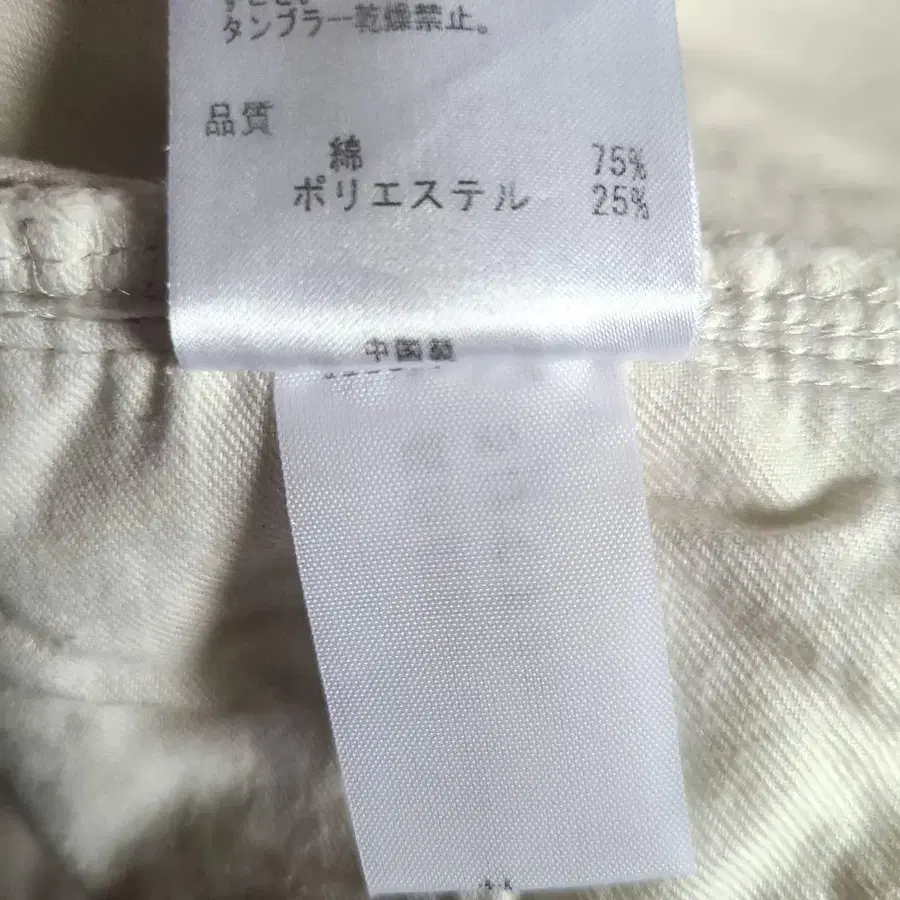 タンブラー乾燥禁止。
品質
綿 75%
ポリエステル 25%
中国製